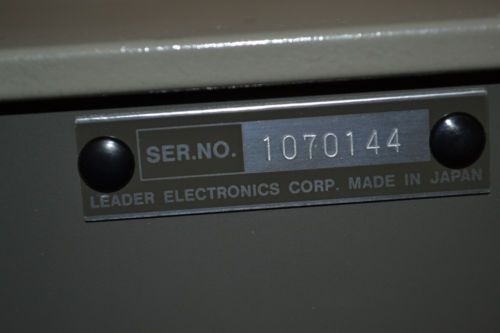 SER.NO. 1070144
LEADER ELECTRONICS CORP. MADE IN JAPAN